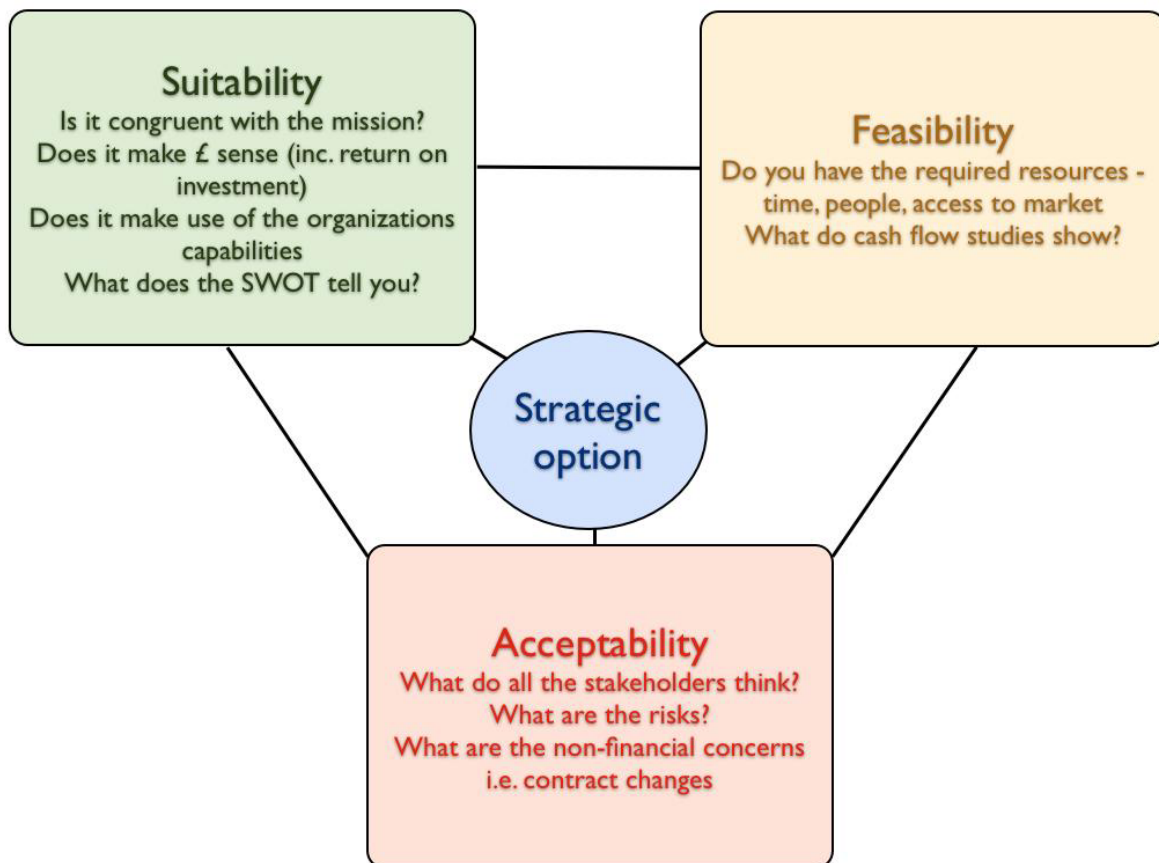 Suitability
Is it congruent with the mission?
Does it make £ sense (inc. return on
investment)
Does it make use of the organizations
capabilities
What does the SWOT tell you?
Feasibility
Do you have the required resources -
time, people, access to market
What do cash flow studies show?
Strategic
option
Acceptability
What do all the stakeholders think?
What are the risks?
What are the non-financial concerns
i.e. contract changes